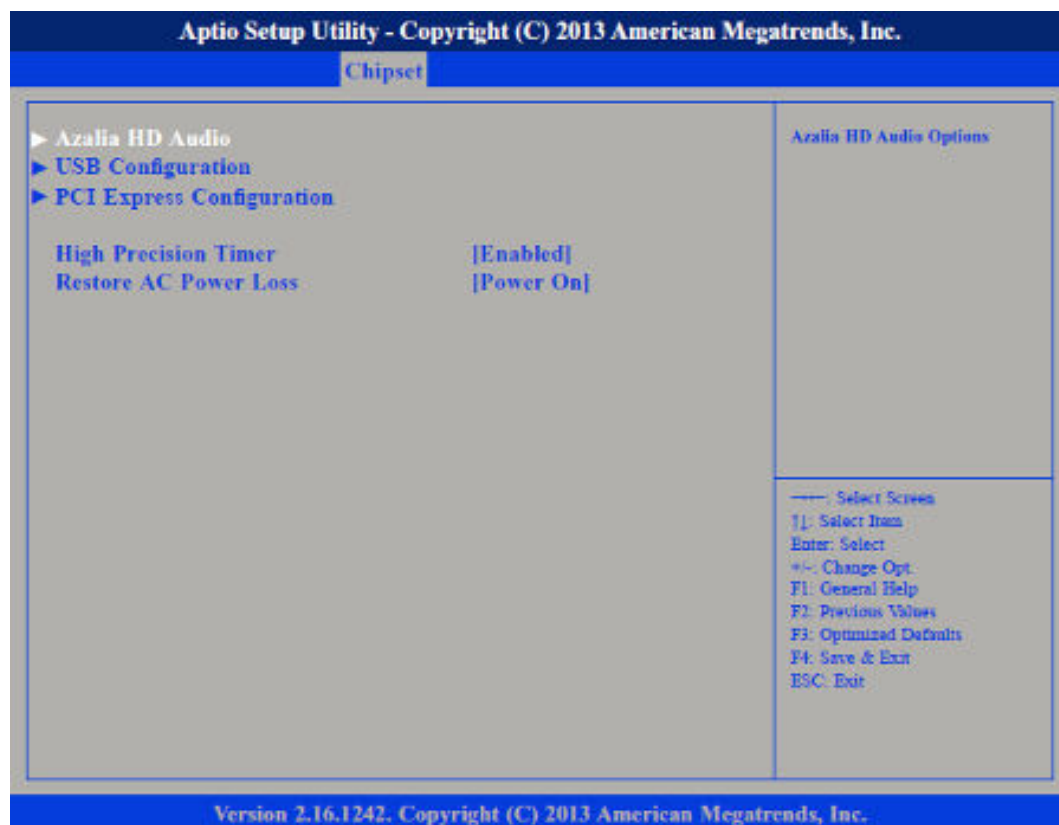 Aptio Setup Utility - Copyright (C) 2013 American Megatrends, Inc.
Chipset
► Azalia HD Audio
► USB Configuration
► PCI Express Configuration
High Precision Timer [Enabled]
Restore AC Power Loss [Power On]
Azalia HD Audio Options
→←: Select Screen
↑↓: Select Item
Enter: Select
+/-: Change Opt.
F1: General Help
F2: Previous Values
F3: Optimized Defaults
F4: Save & Exit
ESC: Exit
Version 2.16.1242. Copyright (C) 2013 American Megatrends, Inc.